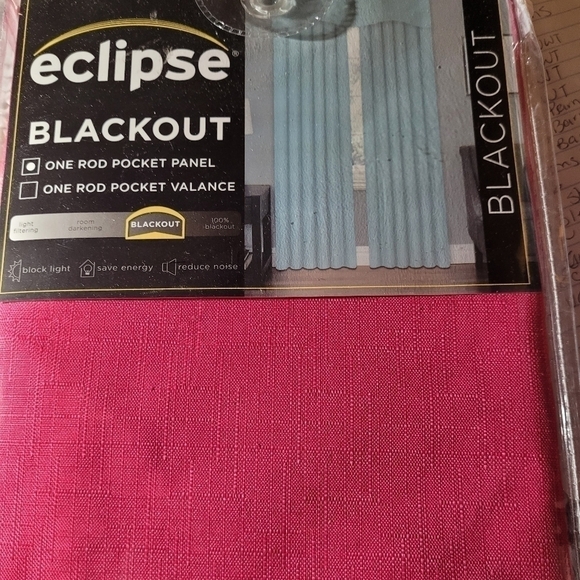 eclipse®
BLACKOUT
ONE ROD POCKET PANEL
ONE ROD POCKET VALANCE
light filtering
room darkening
BLACKOUT
100% blackout
block light
save energy
reduce noise
BLACKOUT